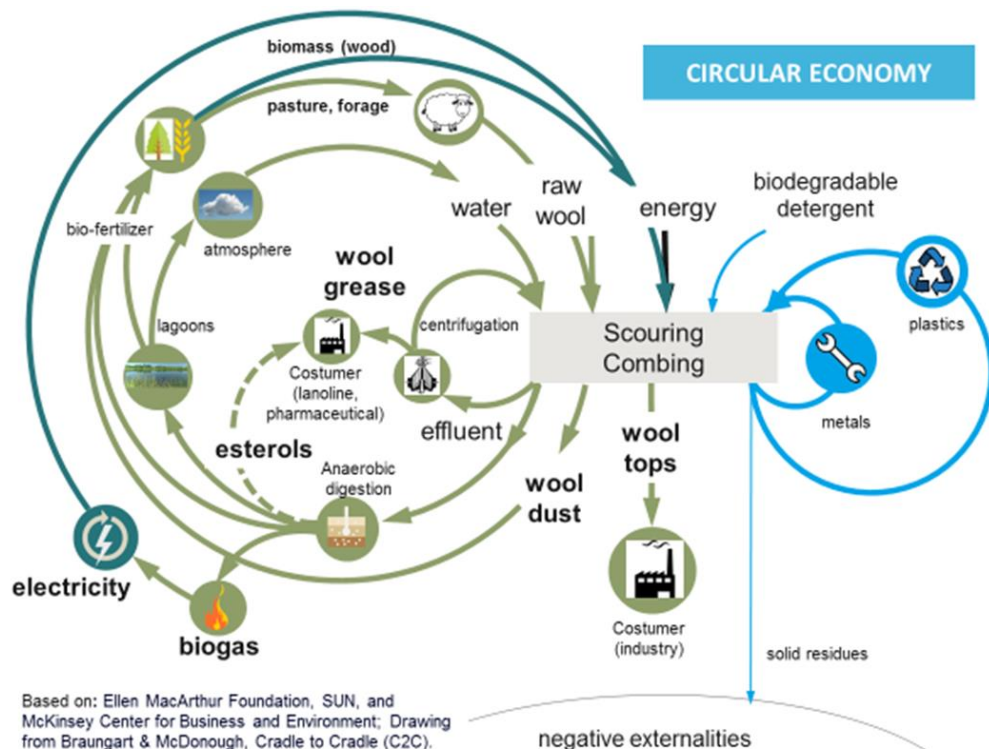 biomass (wood)
CIRCULAR ECONOMY
pasture, forage
biodegradable
detergent
raw
wool
water
energy
bio-fertilizer
atmosphere
wool
grease
plastics
lagoons
centrifugation
Scouring
Combing
Costumer
(lanoline,
pharmaceutical)
metals
effluent
esterols
wool
tops
Anaerobic
digestion
wool
dust
electricity
biogas
Costumer
(industry)
solid residues
Based on: Ellen MacArthur Foundation, SUN, and
McKinsey Center for Business and Environment; Drawing
from Braungart & McDonough, Cradle to Cradle (C2C).
negative externalities